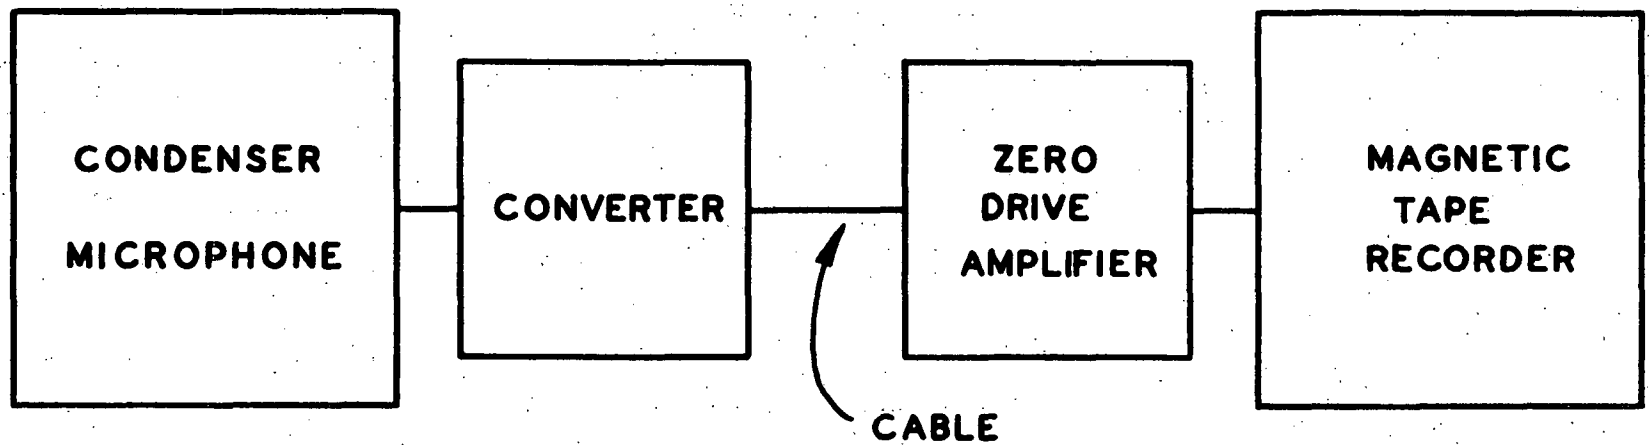 CONDENSER
MICROPHONE
CONVERTER
ZERO
DRIVE
AMPLIFIER
MAGNETIC
TAPE
RECORDER
CABLE